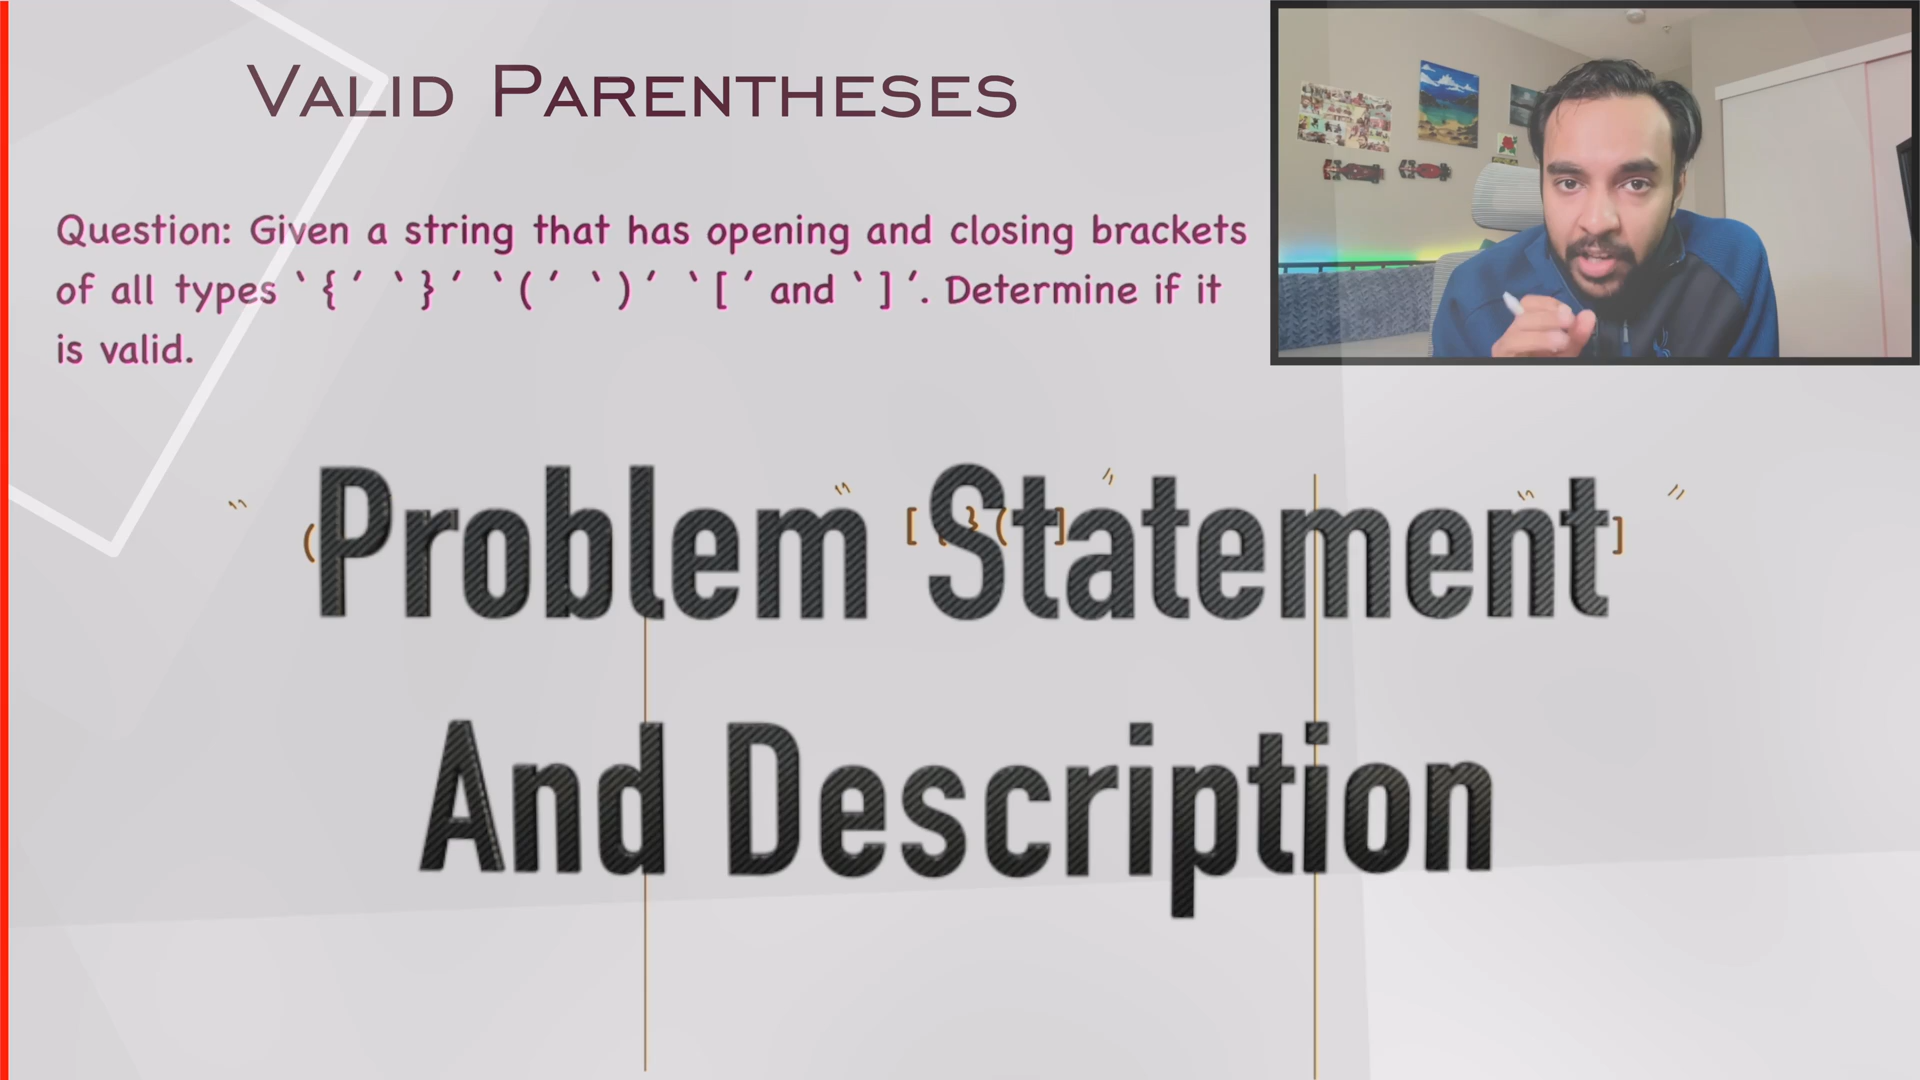 VALID PARENTHESES
Question: Given a string that has opening and closing brackets
of all types `{´ `}´ `(´ `)´ `[´ and `]´. Determine if it
is valid.
Problem Statement
And Description